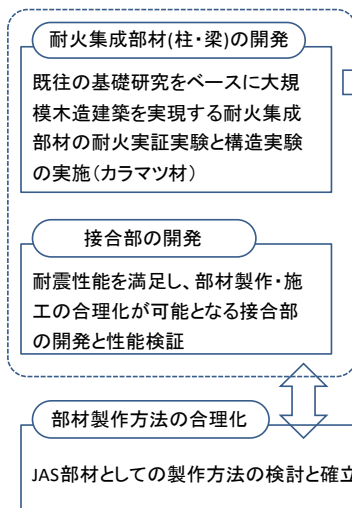 耐火集成部材(柱・梁)の開発
既往の基礎研究をベースに大規
模木造建築を実現する耐火集成
部材の耐火実証実験と構造実験
の実施(カラマツ材)
接合部の開発
耐震性能を満足し、部材製作・施
工の合理化が可能となる接合部
の開発と性能検証
部材製作方法の合理化
JAS部材としての製作方法の検討と確立